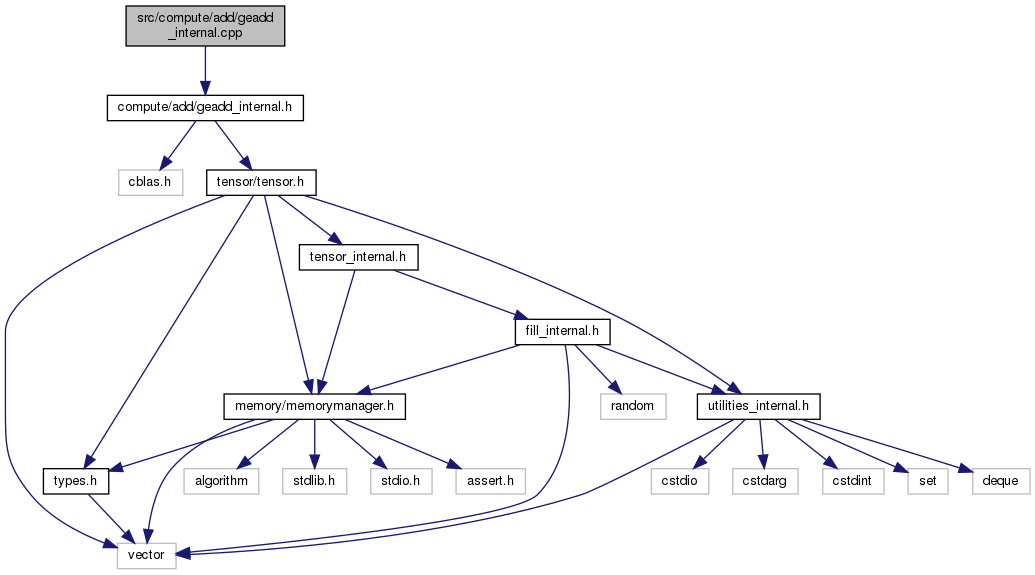 src/compute/add/geadd
_internal.cpp
compute/add/geadd_internal.h
cblas.h
tensor/tensor.h
tensor_internal.h
fill_internal.h
memory/memorymanager.h
random
utilities_internal.h
types.h
algorithm
stdlib.h
stdio.h
assert.h
cstdio
cstdarg
cstdint
set
deque
vector